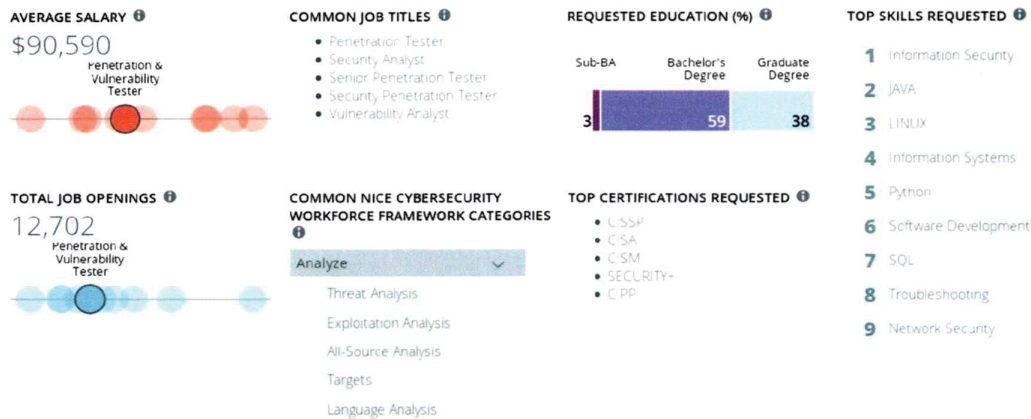 AVERAGE SALARY
$90,590
Penetration &
Vulnerability
Tester
TOTAL JOB OPENINGS
12,702
Penetration &
Vulnerability
Tester
COMMON JOB TITLES
Penetration Tester
Security Analyst
Senior Penetration Tester
Security Penetration Tester
Vulnerability Analyst
COMMON NICE CYBERSECURITY
WORKFORCE FRAMEWORK CATEGORIES
Analyze
Threat Analysis
Exploitation Analysis
All-Source Analysis
Targets
Language Analysis
REQUESTED EDUCATION (%)
Sub-BA
Bachelor's
Degree
Graduate
Degree
3
59
38
TOP CERTIFICATIONS REQUESTED
CISSP
CISA
CISM
SECURITY+
CIPP
TOP SKILLS REQUESTED
1 Information Security
2 JAVA
3 LINUX
4 Information Systems
5 Python
6 Software Development
7 SQL
8 Troubleshooting
9 Network Security